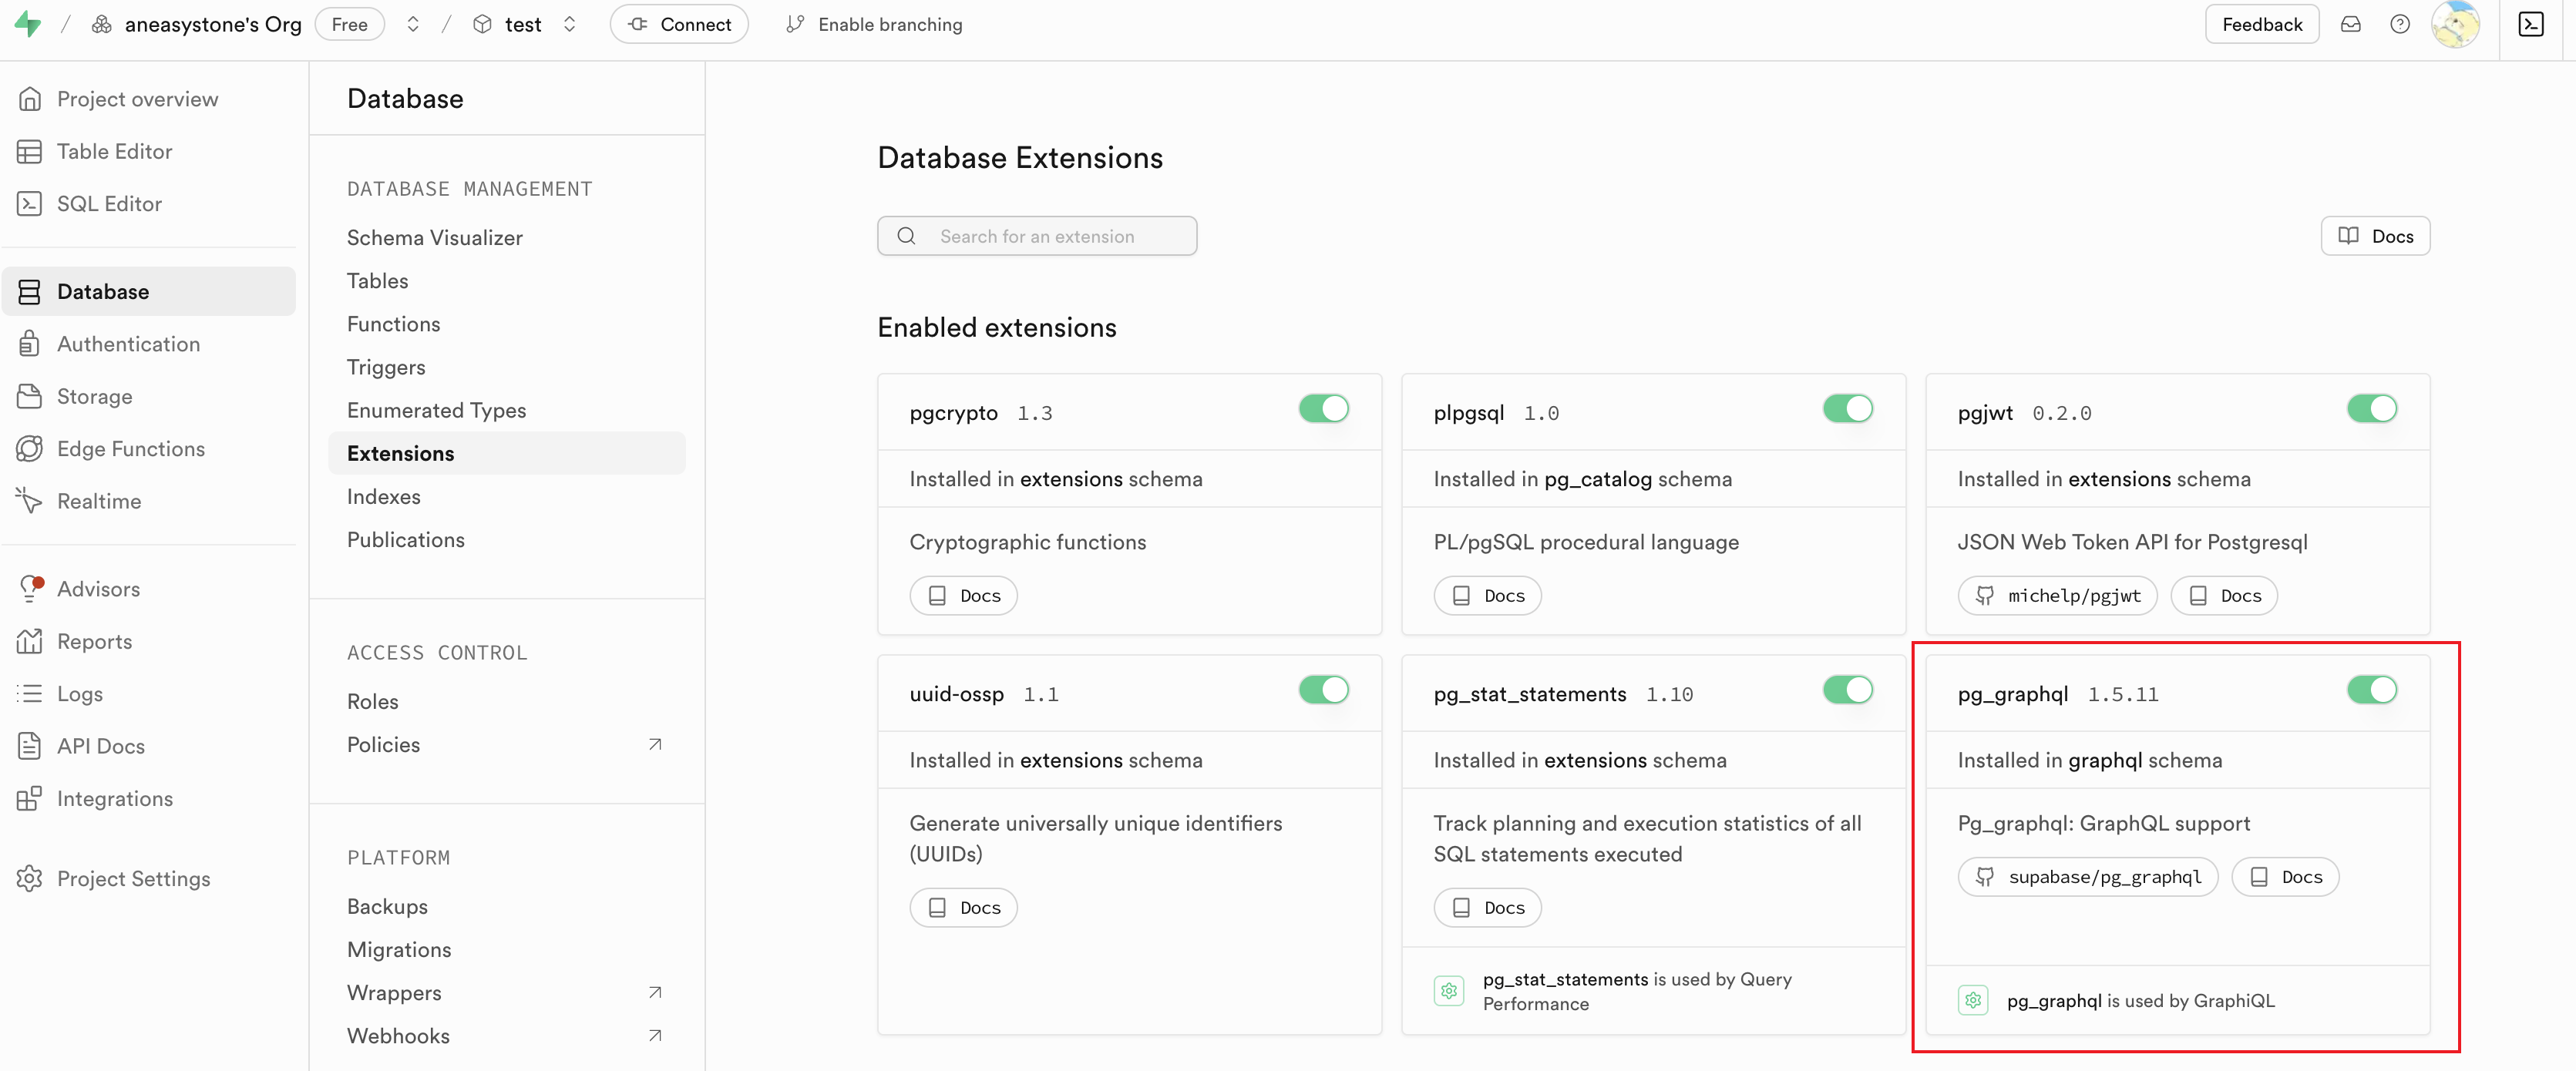 / aneasystone's Org Free / test Connect Enable branching Feedback
Project overview
Table Editor
SQL Editor
Database
Authentication
Storage
Edge Functions
Realtime
Advisors
Reports
Logs
API Docs
Integrations
Project Settings
Database
DATABASE MANAGEMENT
Schema Visualizer
Tables
Functions
Triggers
Enumerated Types
Extensions
Indexes
Publications
ACCESS CONTROL
Roles
Policies
PLATFORM
Backups
Migrations
Wrappers
Webhooks
Database Extensions
Search for an extension
Docs
Enabled extensions
pgcrypto 1.3
Installed in extensions schema
Cryptographic functions
Docs
plpgsql 1.0
Installed in pg_catalog schema
PL/pgSQL procedural language
Docs
pgjwt 0.2.0
Installed in extensions schema
JSON Web Token API for Postgresql
michelp/pgjwt Docs
uuid-ossp 1.1
Installed in extensions schema
Generate universally unique identifiers
(UUIDs)
Docs
pg_stat_statements 1.10
Installed in extensions schema
Track planning and execution statistics of all
SQL statements executed
Docs
pg_stat_statements is used by Query
Performance
pg_graphql 1.5.11
Installed in graphql schema
Pg_graphql: GraphQL support
supabase/pg_graphql Docs
pg_graphql is used by GraphiQL